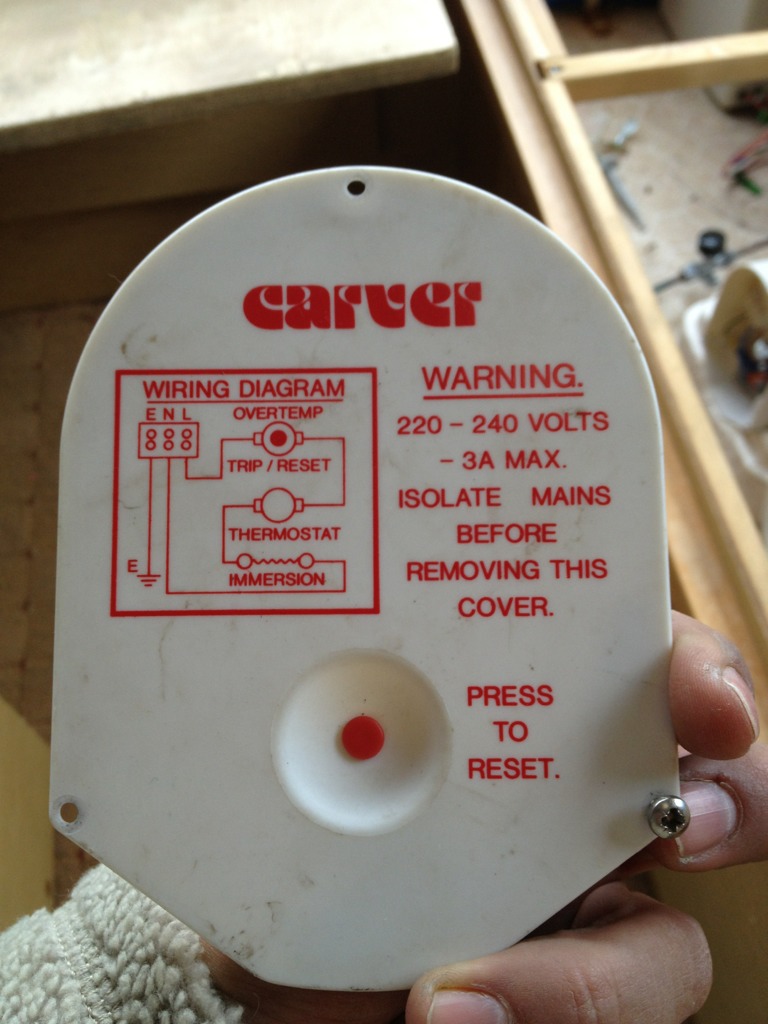 carver
WIRING DIAGRAM
E N L
OVERTEMP
TRIP / RESET
THERMOSTAT
IMMERSION
E
WARNING.
220 - 240 VOLTS
- 3A MAX.
ISOLATE MAINS
BEFORE
REMOVING THIS
COVER.
PRESS
TO
RESET.